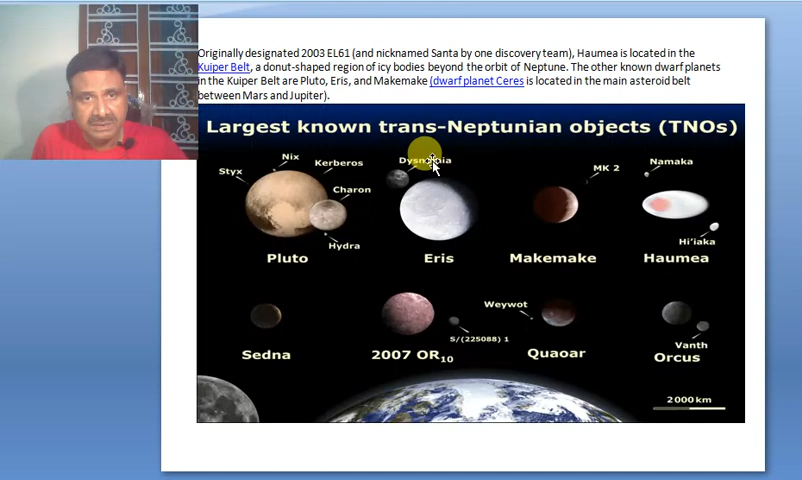 Originally designated 2003 EL61 (and nicknamed Santa by one discovery team), Haumea is located in the
Kuiper Belt, a donut-shaped region of icy bodies beyond the orbit of Neptune. The other known dwarf planets
in the Kuiper Belt are Pluto, Eris, and Makemake (dwarf planet Ceres is located in the main asteroid belt
between Mars and Jupiter).
Largest known trans-Neptunian objects (TNOs)
Nix
Kerberos
Styx
Charon
Hydra
Pluto
Dysnomia
Eris
MK 2
Makemake
Namaka
Hi'iaka
Haumea
Sedna
S/(225088) 1
2007 OR10
Weywot
Quaoar
Vanth
Orcus
2000 km